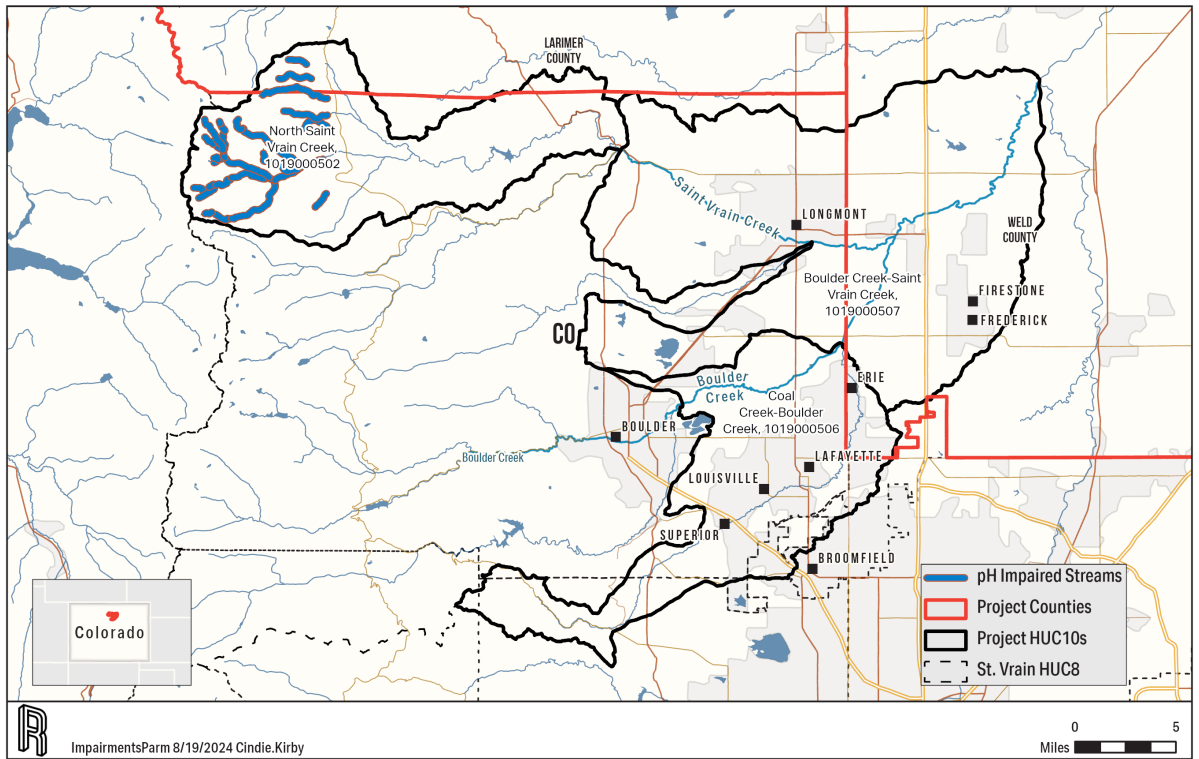 LARIMER
COUNTY
North Saint
Vrain Creek,
1019000502
Saint Vrain Creek
LONGMONT
WELD
COUNTY
Boulder Creek-Saint
Vrain Creek,
1019000507
FIRESTONE
FREDERICK
CO
Boulder
Creek
ERIE
Coal
Creek-Boulder
Creek, 1019000506
BOULDER
Boulder Creek
LAFAYETTE
LOUISVILLE
SUPERIOR
BROOMFIELD
Colorado
pH Impaired Streams
Project Counties
Project HUC10s
St. Vrain HUC8
R
ImpairmentsParm 8/19/2024 Cindie.Kirby
0 5
Miles